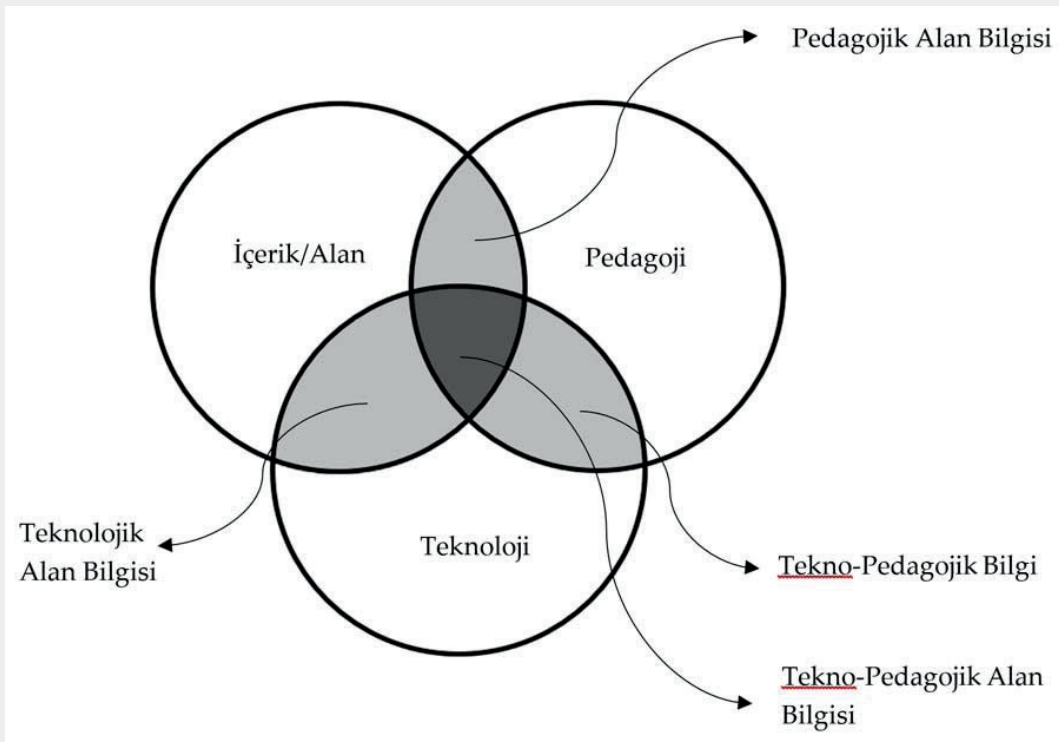 Pedagojik Alan Bilgisi
İçerik/Alan
Pedagoji
Teknolojik
Alan Bilgisi
Teknoloji
Tekno-Pedagojik Bilgi
Tekno-Pedagojik Alan
Bilgisi